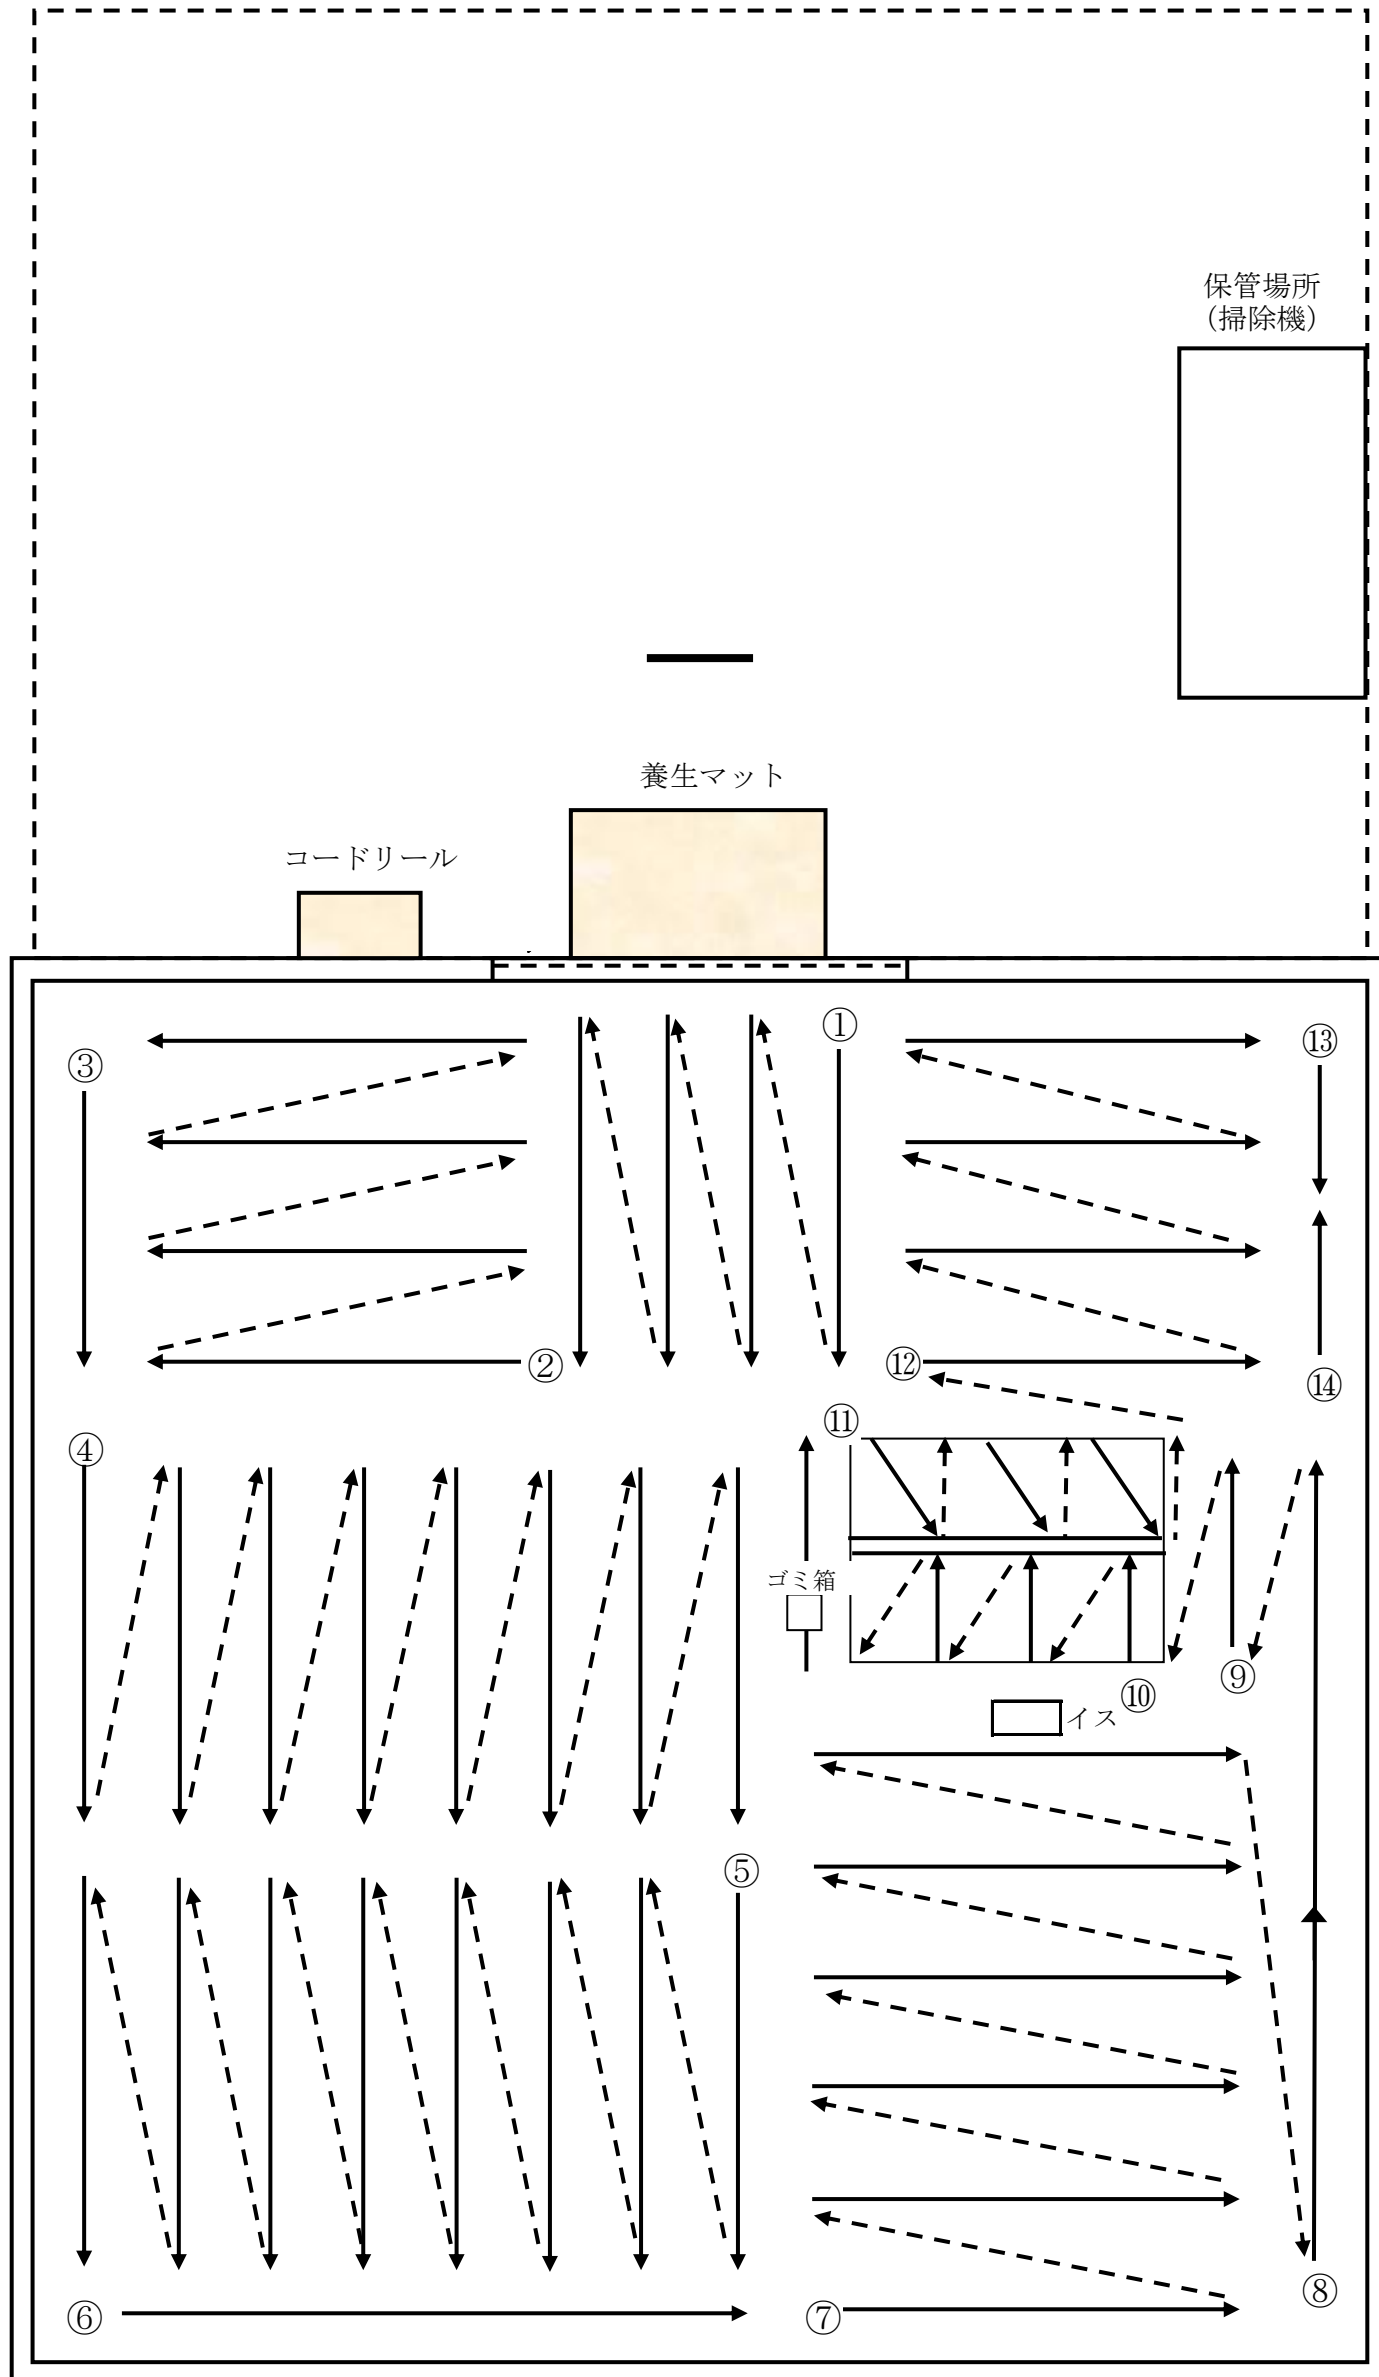 保管場所
（掃除機）
養生マット
コードリール
①
③
⑬
②
⑫
⑭
⑪
④
ゴミ箱
⑨
⑩
イス
⑤
⑧
⑥
⑦